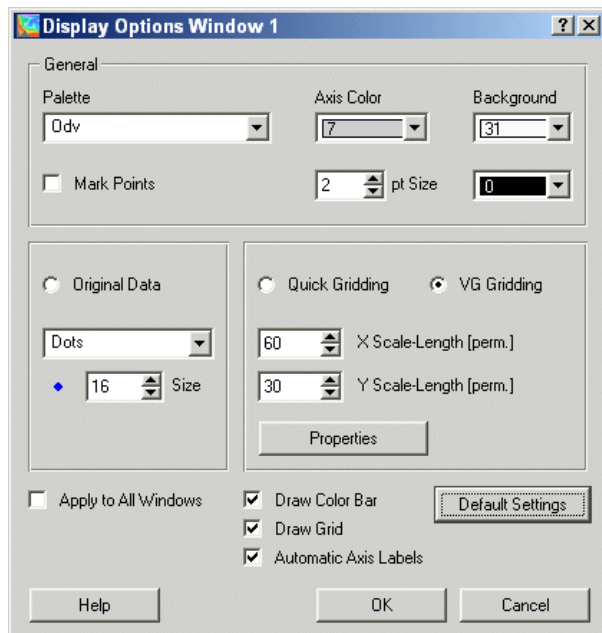 Display Options Window 1
General
Palette Axis Color Background
Odv 7 31
Mark Points 2 pt Size 0
Original Data Quick Gridding VG Gridding
Dots 60 X Scale-Length [perm.]
16 Size 30 Y Scale-Length [perm.]
Properties
Apply to All Windows Draw Color Bar Default Settings
Draw Grid
Automatic Axis Labels
Help OK Cancel